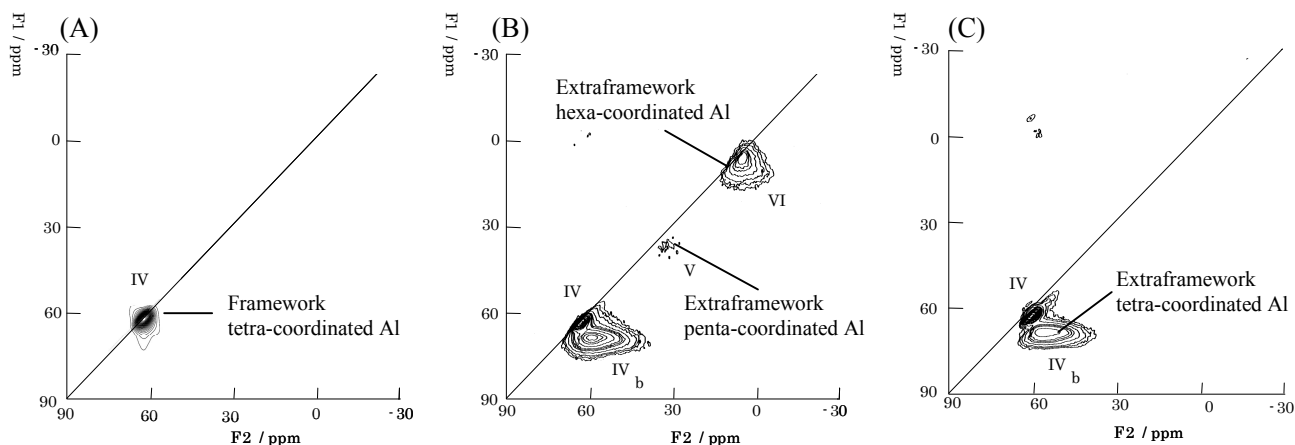 (A)
F1 / ppm
-30
0
30
60
90
IV
Framework
tetra-coordinated Al
90
60
30
0
-30
F2 / ppm
(B)
F1 / ppm
-30
0
30
60
90
Extraframework
hexa-coordinated Al
VI
V
IV
Extraframework
penta-coordinated Al
IV b
90
60
30
0
-30
F2 / ppm
(C)
F1 / ppm
-30
0
30
60
90
IV
Extraframework
tetra-coordinated Al
IV b
90
60
30
0
-30
F2 / ppm